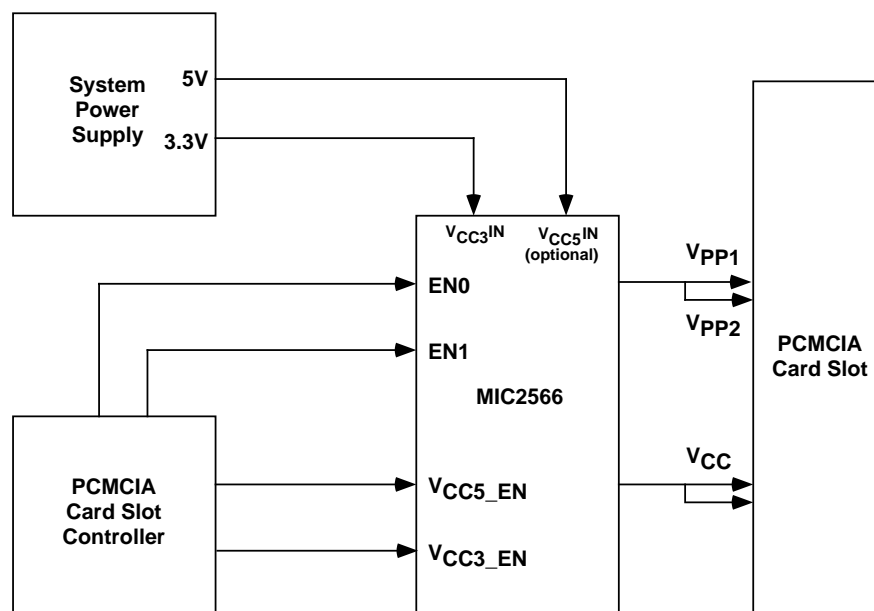 System
Power
Supply
5V
3.3V
VCC3IN
VCC5IN
(optional)
EN0
EN1
MIC2566
VCC5_EN
VCC3_EN
PCMCIA
Card Slot
Controller
VPP1
VPP2
VCC
PCMCIA
Card Slot